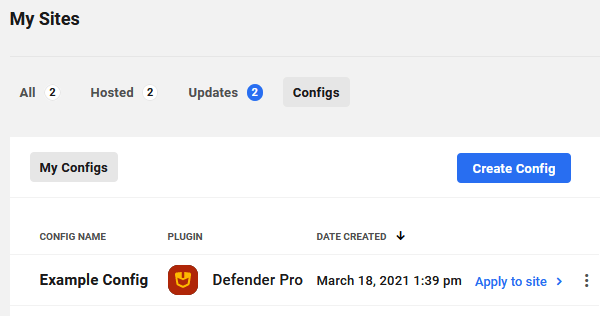 My Sites
All 2 Hosted 2 Updates 2 Configs
My Configs Create Config
CONFIG NAME PLUGIN DATE CREATED
Example Config Defender Pro March 18, 2021 1:39 pm Apply to site